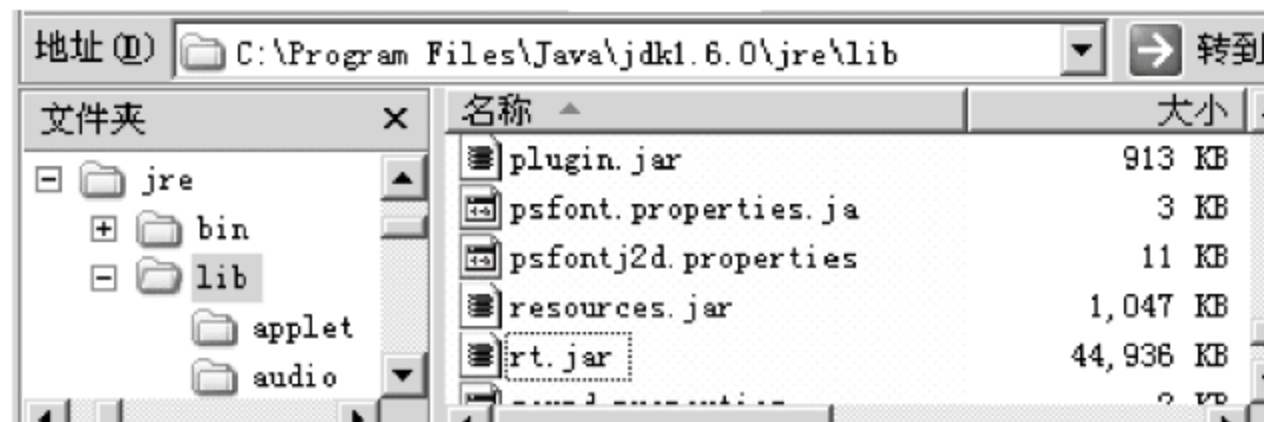 地址(D) C:\Program Files\Java\jdk1.6.0\jre\lib 转到
文件夹
jre
bin
lib
applet
audio
名称 大小
plugin.jar 913 KB
psfont.properties.ja 3 KB
psfontj2d.properties 11 KB
resources.jar 1,047 KB
rt.jar 44,936 KB